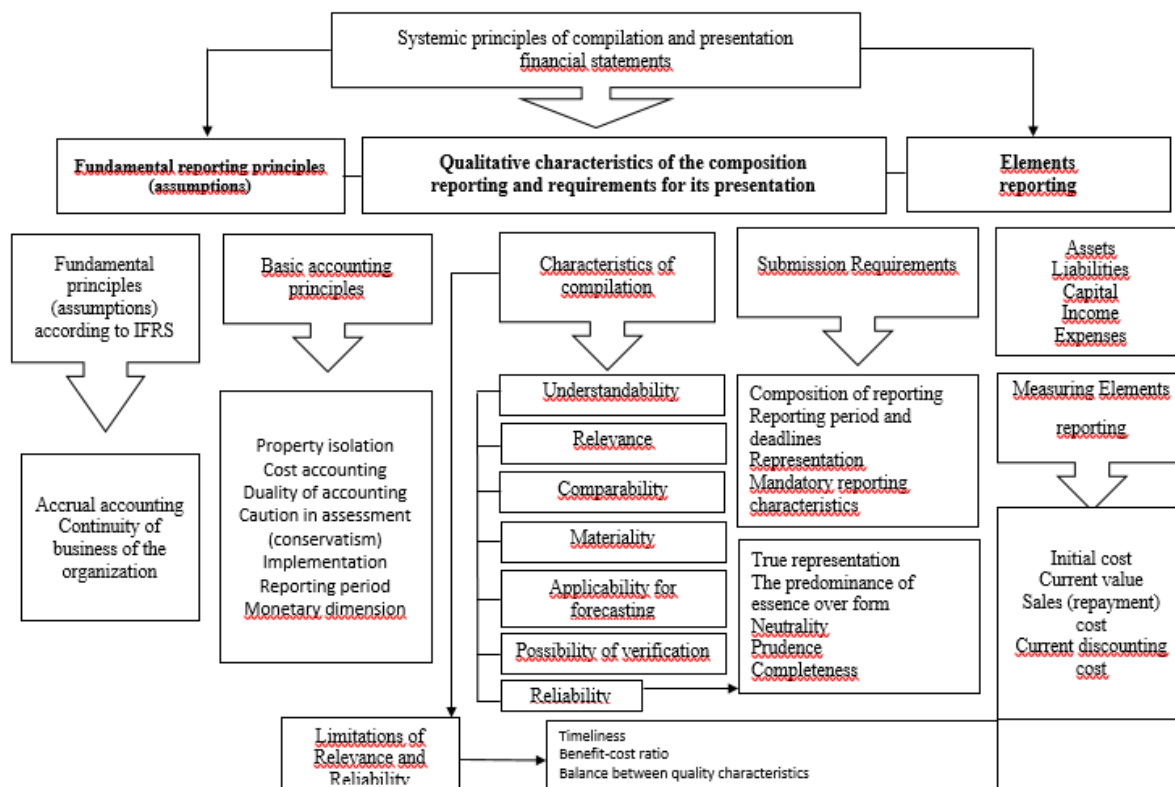 Systemic principles of compilation and presentation
financial statements
Fundamental reporting principles
(assumptions)
Qualitative characteristics of the composition
reporting and requirements for its presentation
Elements
reporting
Fundamental
principles
(assumptions)
according to IFRS
Basic accounting
principles
Characteristics of
compilation
Submission Requirements
Assets
Liabilities
Capital
Income
Expenses
Accrual accounting
Continuity of
business of the
organization
Property isolation
Cost accounting
Duality of accounting
Caution in assessment
(conservatism)
Implementation
Reporting period
Monetary dimension
Understandability
Relevance
Comparability
Materiality
Applicability for
forecasting
Possibility of verification
Reliability
Composition of reporting
Reporting period and
deadlines
Representation
Mandatory reporting
characteristics
True representation
The predominance of
essence over form
Neutrality
Prudence
Completeness
Measuring Elements
reporting
Initial cost
Current value
Sales (repayment)
cost
Current discounting
cost
Limitations of
Relevance and
Reliability
Timeliness
Benefit-cost ratio
Balance between quality characteristics